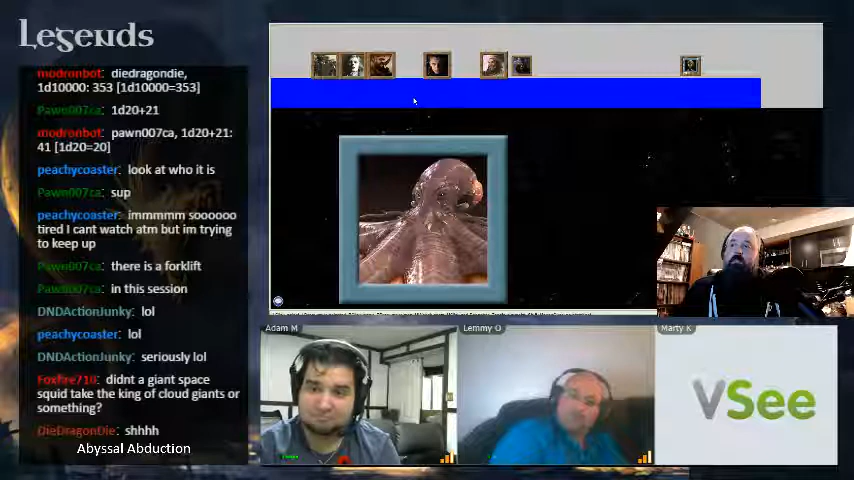 Legends
modronbot: diedragondie,
1d10000: 353 [1d10000=353]
Pawn007ca: 1d20+21
modronbot: pawn007ca, 1d20+21:
41 [1d20=20]
peachycoaster: look at who it is
Pawn007ca: sup
peachycoaster: immmmm soooooo
tired I cant watch atm but im trying
to keep up
Pawn007ca: there is a forklift
Pawn007ca: in this session
DNDActionJunky: lol
peachycoaster: lol
DNDActionJunky: seriously lol
Foxfire710: didnt a giant space
squid take the king of cloud giants or
something?
DieDragonDie: shhhh
Abyssal Abduction
Adam M
Lemmy O
Marty K
VSee